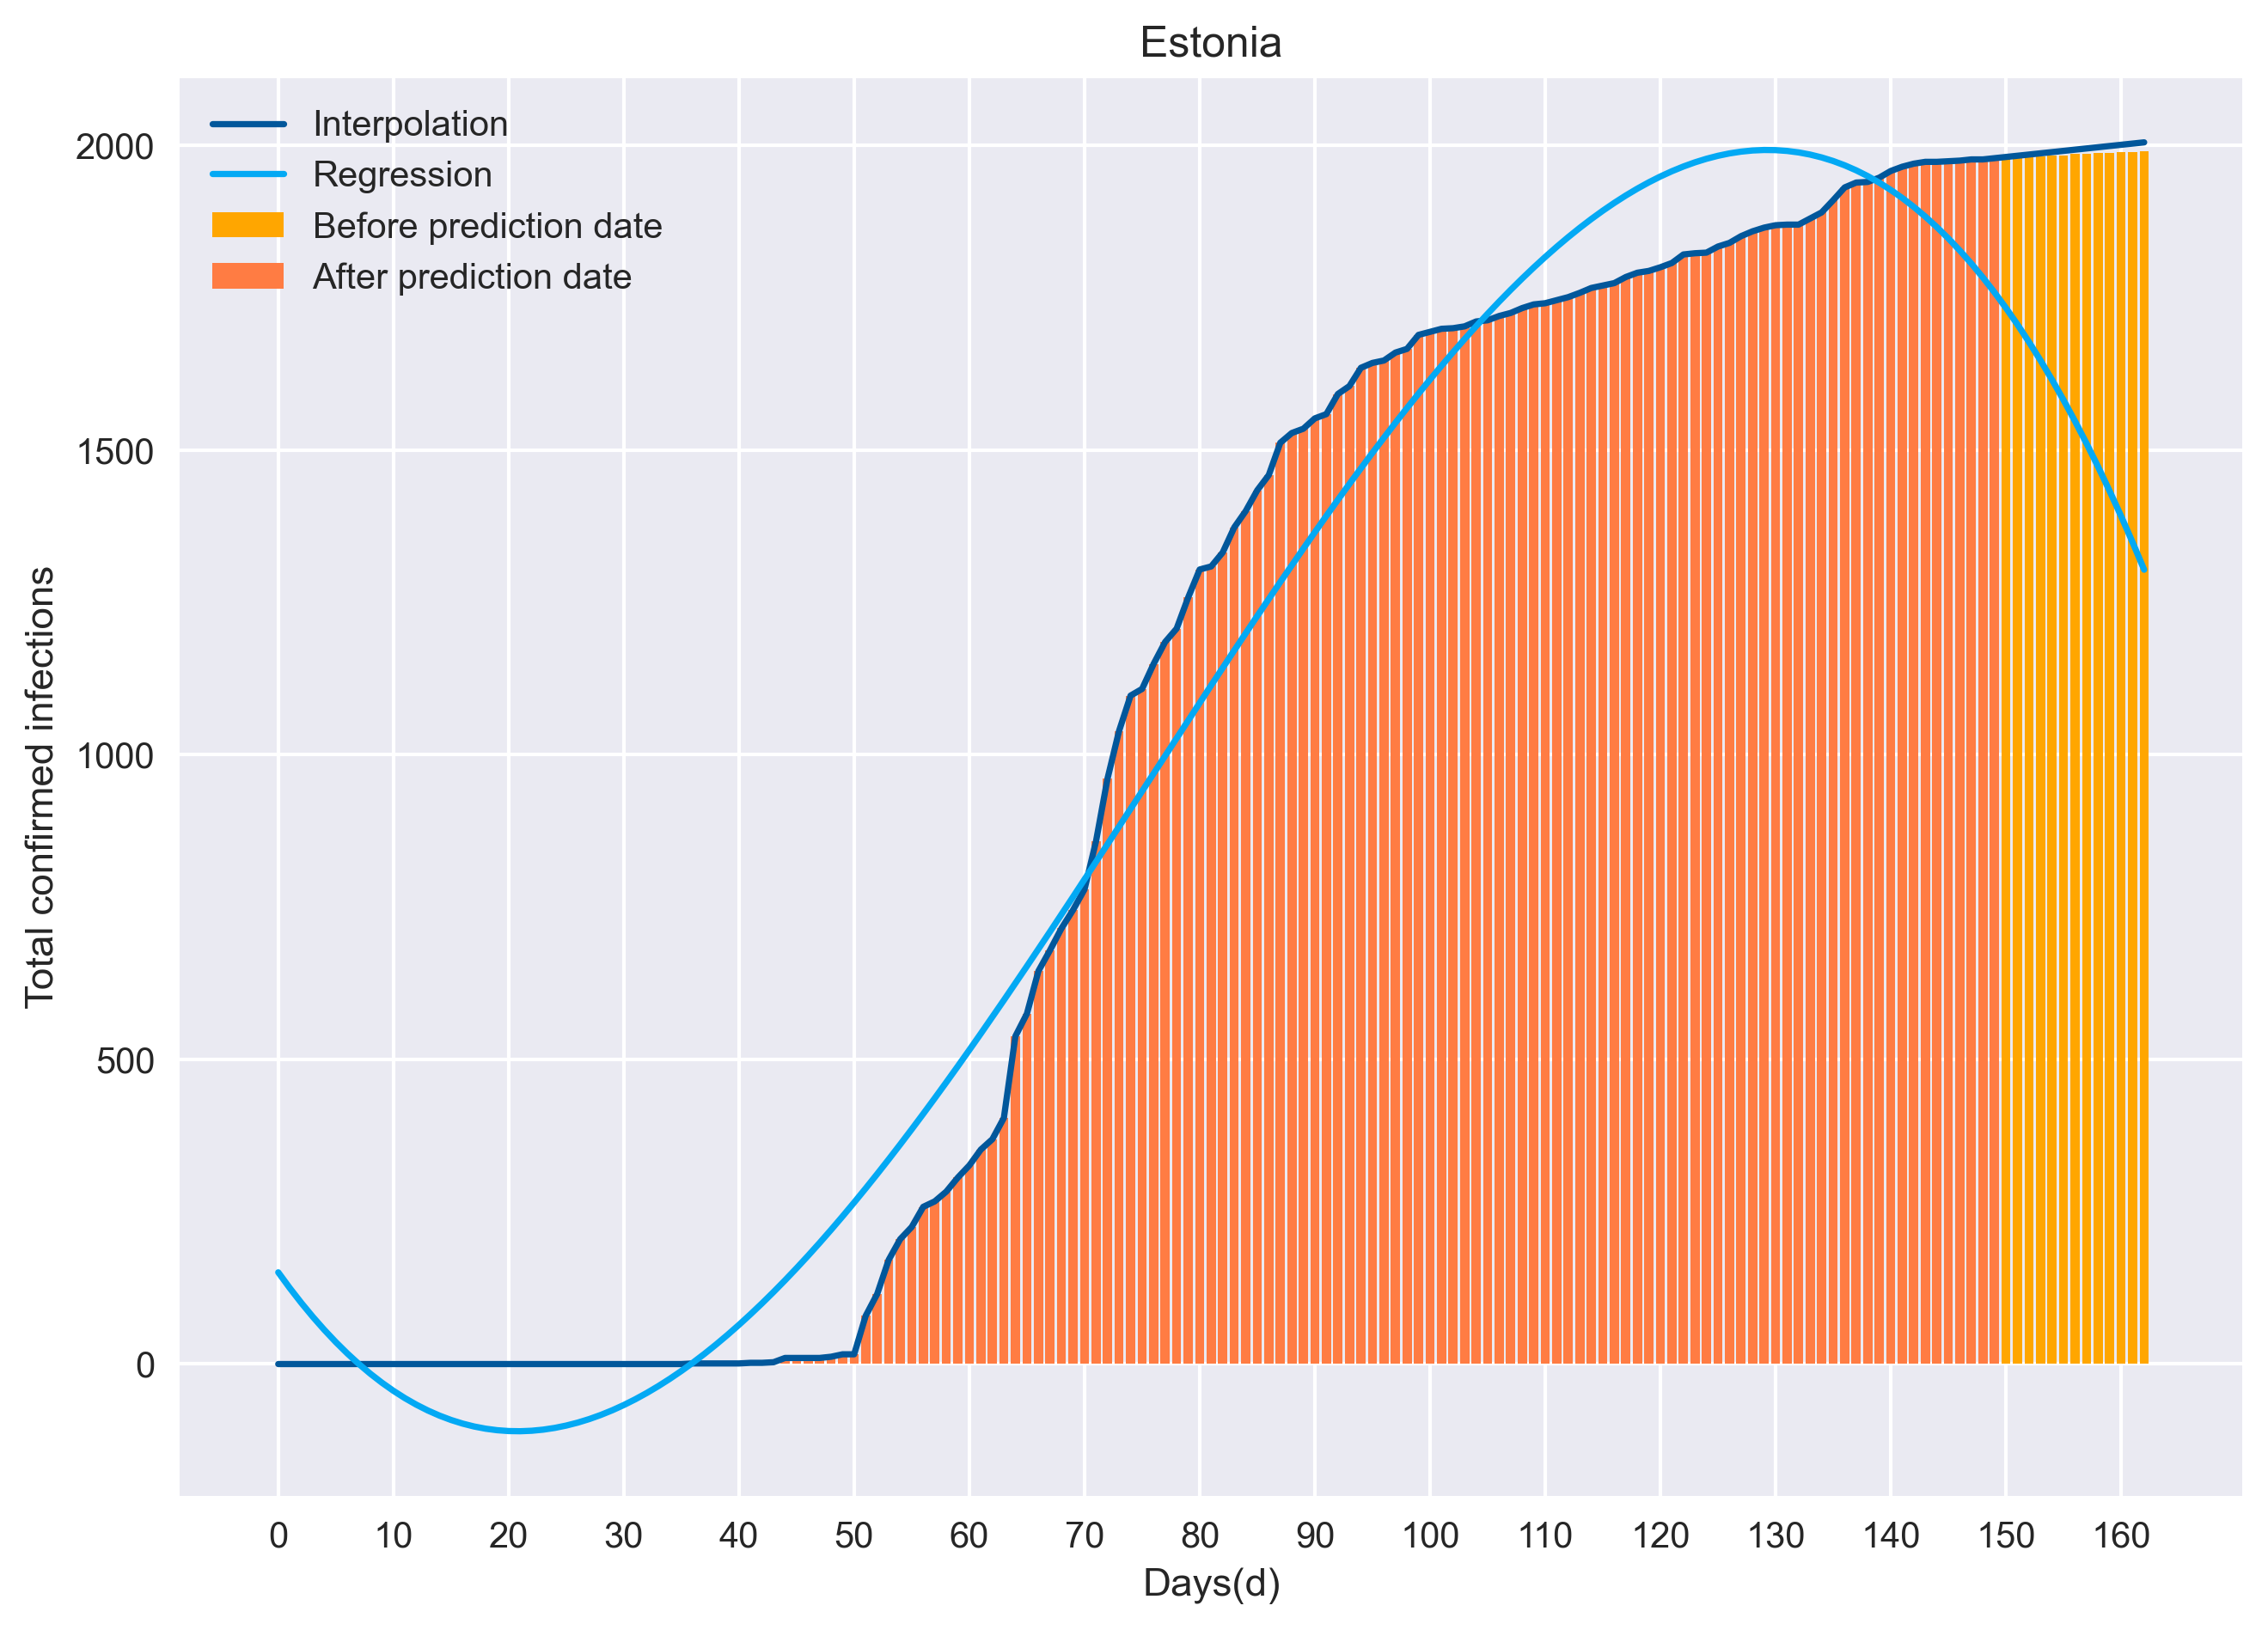 Estonia
Interpolation
Regression
Before prediction date
After prediction date
2000
1500
1000
500
0
Total confirmed infections
0 10 20 30 40 50 60 70 80 90 100 110 120 130 140 150 160
Days(d)